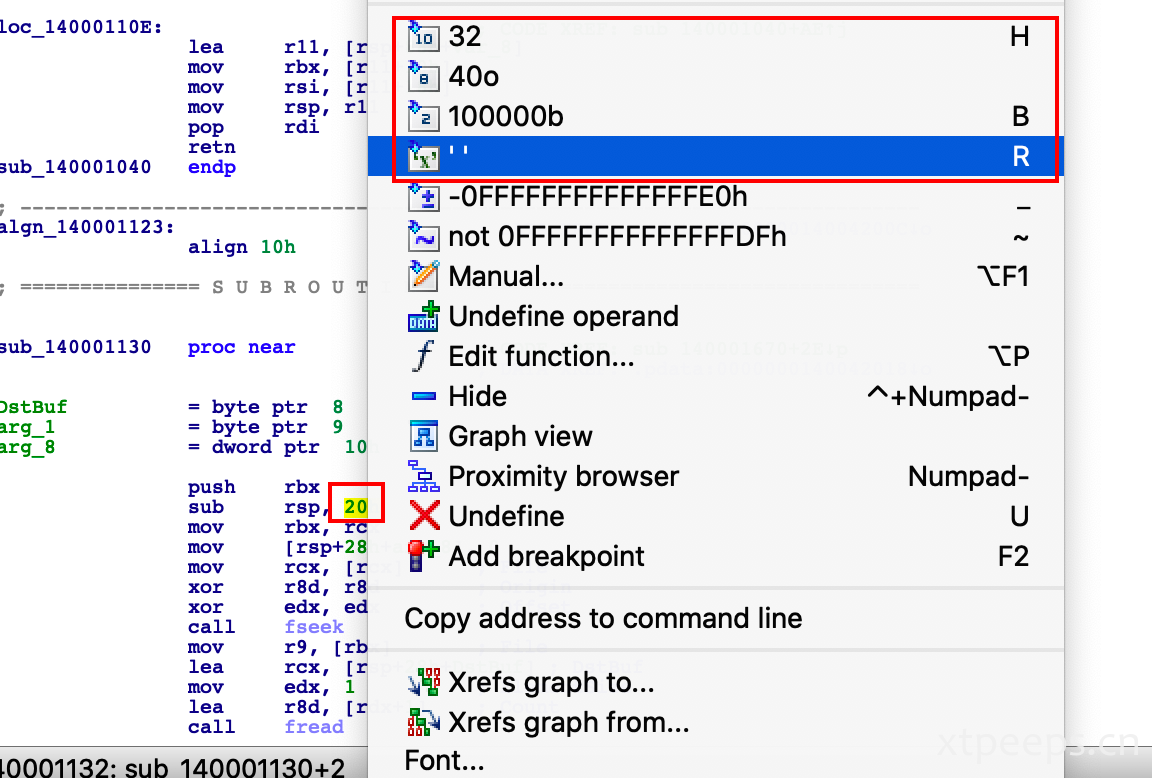 loc_14000110E:
lea r11, [r
mov rbx, [r
mov rsi, [r
mov rsp, r1
pop rdi
retn
sub_140001040 endp
; -----------------------------
algn_140001123:
align 10h
; =============== S U B R O U T
sub_140001130 proc near
DstBuf = byte ptr 8
arg_1 = byte ptr 9
arg_8 = dword ptr 10
push rbx
sub rsp, 20
mov rbx, rc
mov [rsp+28
mov rcx, [r
xor r8d, r8
xor edx, ed
call fseek
mov r9, [rb
lea rcx, [r
mov edx, 1
lea r8d, [r
call fread
40001132: sub_140001130+2
32 H
40o
100000b B
' ' R
-0FFFFFFFFFFFFFFE0h _
not 0FFFFFFFFFFFFFFDFh ~
Manual... ⌥F1
Undefine operand
Edit function... ⌥P
Hide ^+Numpad-
Graph view
Proximity browser Numpad-
Undefine U
Add breakpoint F2
Copy address to command line
Xrefs graph to...
Xrefs graph from...
Font...
xtpeeps.cn